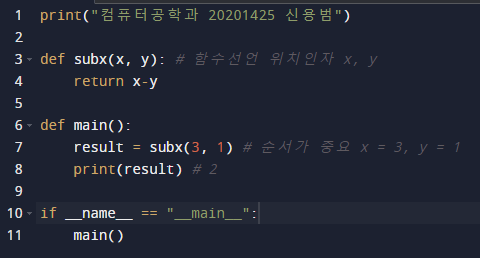 1 print("컴퓨터공학과 20201425 신용범")
2
3 def subx(x, y): # 함수선언 위치인자 x, y
4     return x-y
5
6 def main():
7     result = subx(3, 1) # 순서가 중요 x = 3, y = 1
8     print(result) # 2
9
10 if __name__ == "__main__":
11     main()